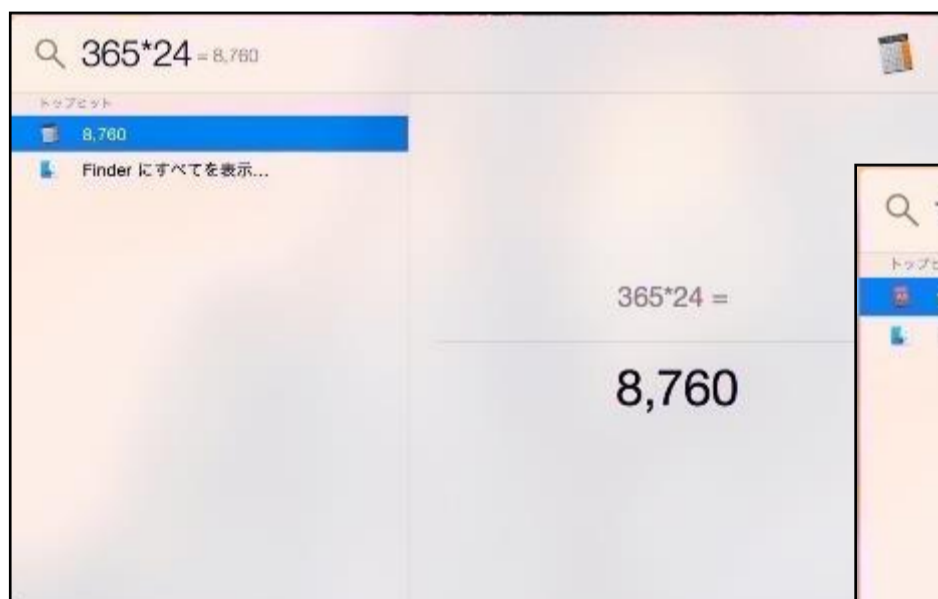 365*24 = 8,760
トップヒット
8,760
Finder にすべてを表示...
365*24 =
8,760
トップ